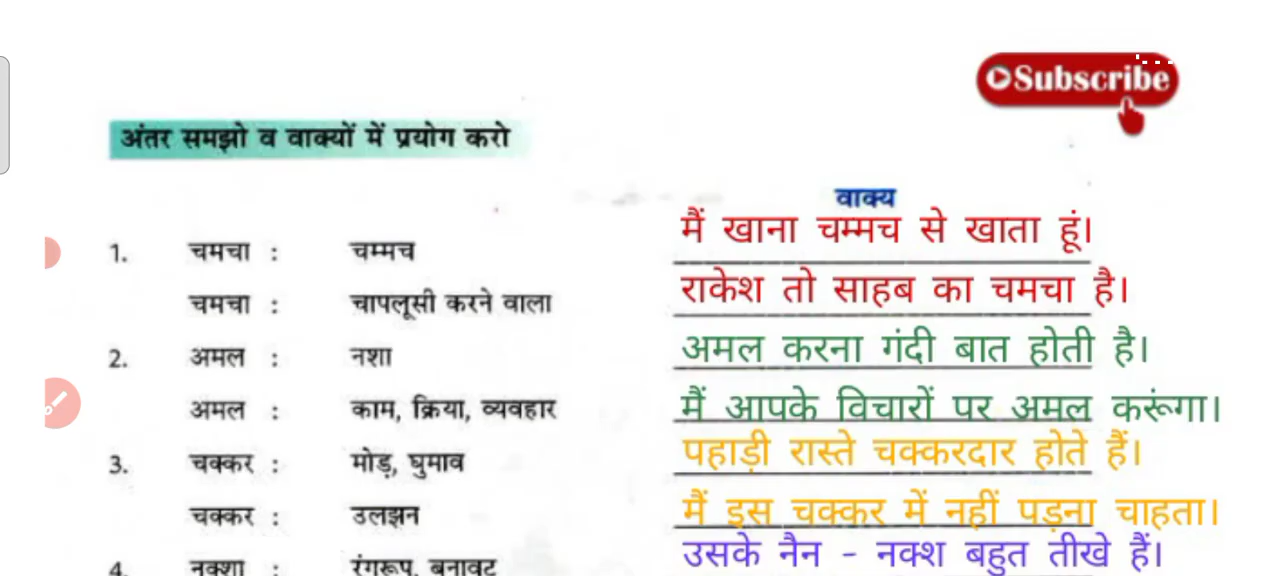 Subscribe
अंतर समझो व वाक्यों में प्रयोग करो
वाक्य
1. चमचा : चम्मच मैं खाना चम्मच से खाता हूं।
चमचा : चापलूसी करने वाला राकेश तो साहब का चमचा है।
2. अमल : नशा अमल करना गंदी बात होती है।
अमल : काम, क्रिया, व्यवहार मैं आपके विचारों पर अमल करूंगा।
3. चक्कर : मोड़, घुमाव पहाड़ी रास्ते चक्करदार होते हैं।
चक्कर : उलझन मैं इस चक्कर में नहीं पड़ना चाहता।
4. नक्शा : रंगरूप, बनावट उसके नैन - नक्श बहुत तीखे हैं।